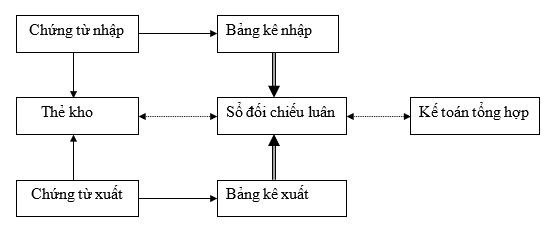 Chứng từ nhập
Bảng kê nhập
Thẻ kho
Sổ đối chiếu luân
Kế toán tổng hợp
Chứng từ xuất
Bảng kê xuất